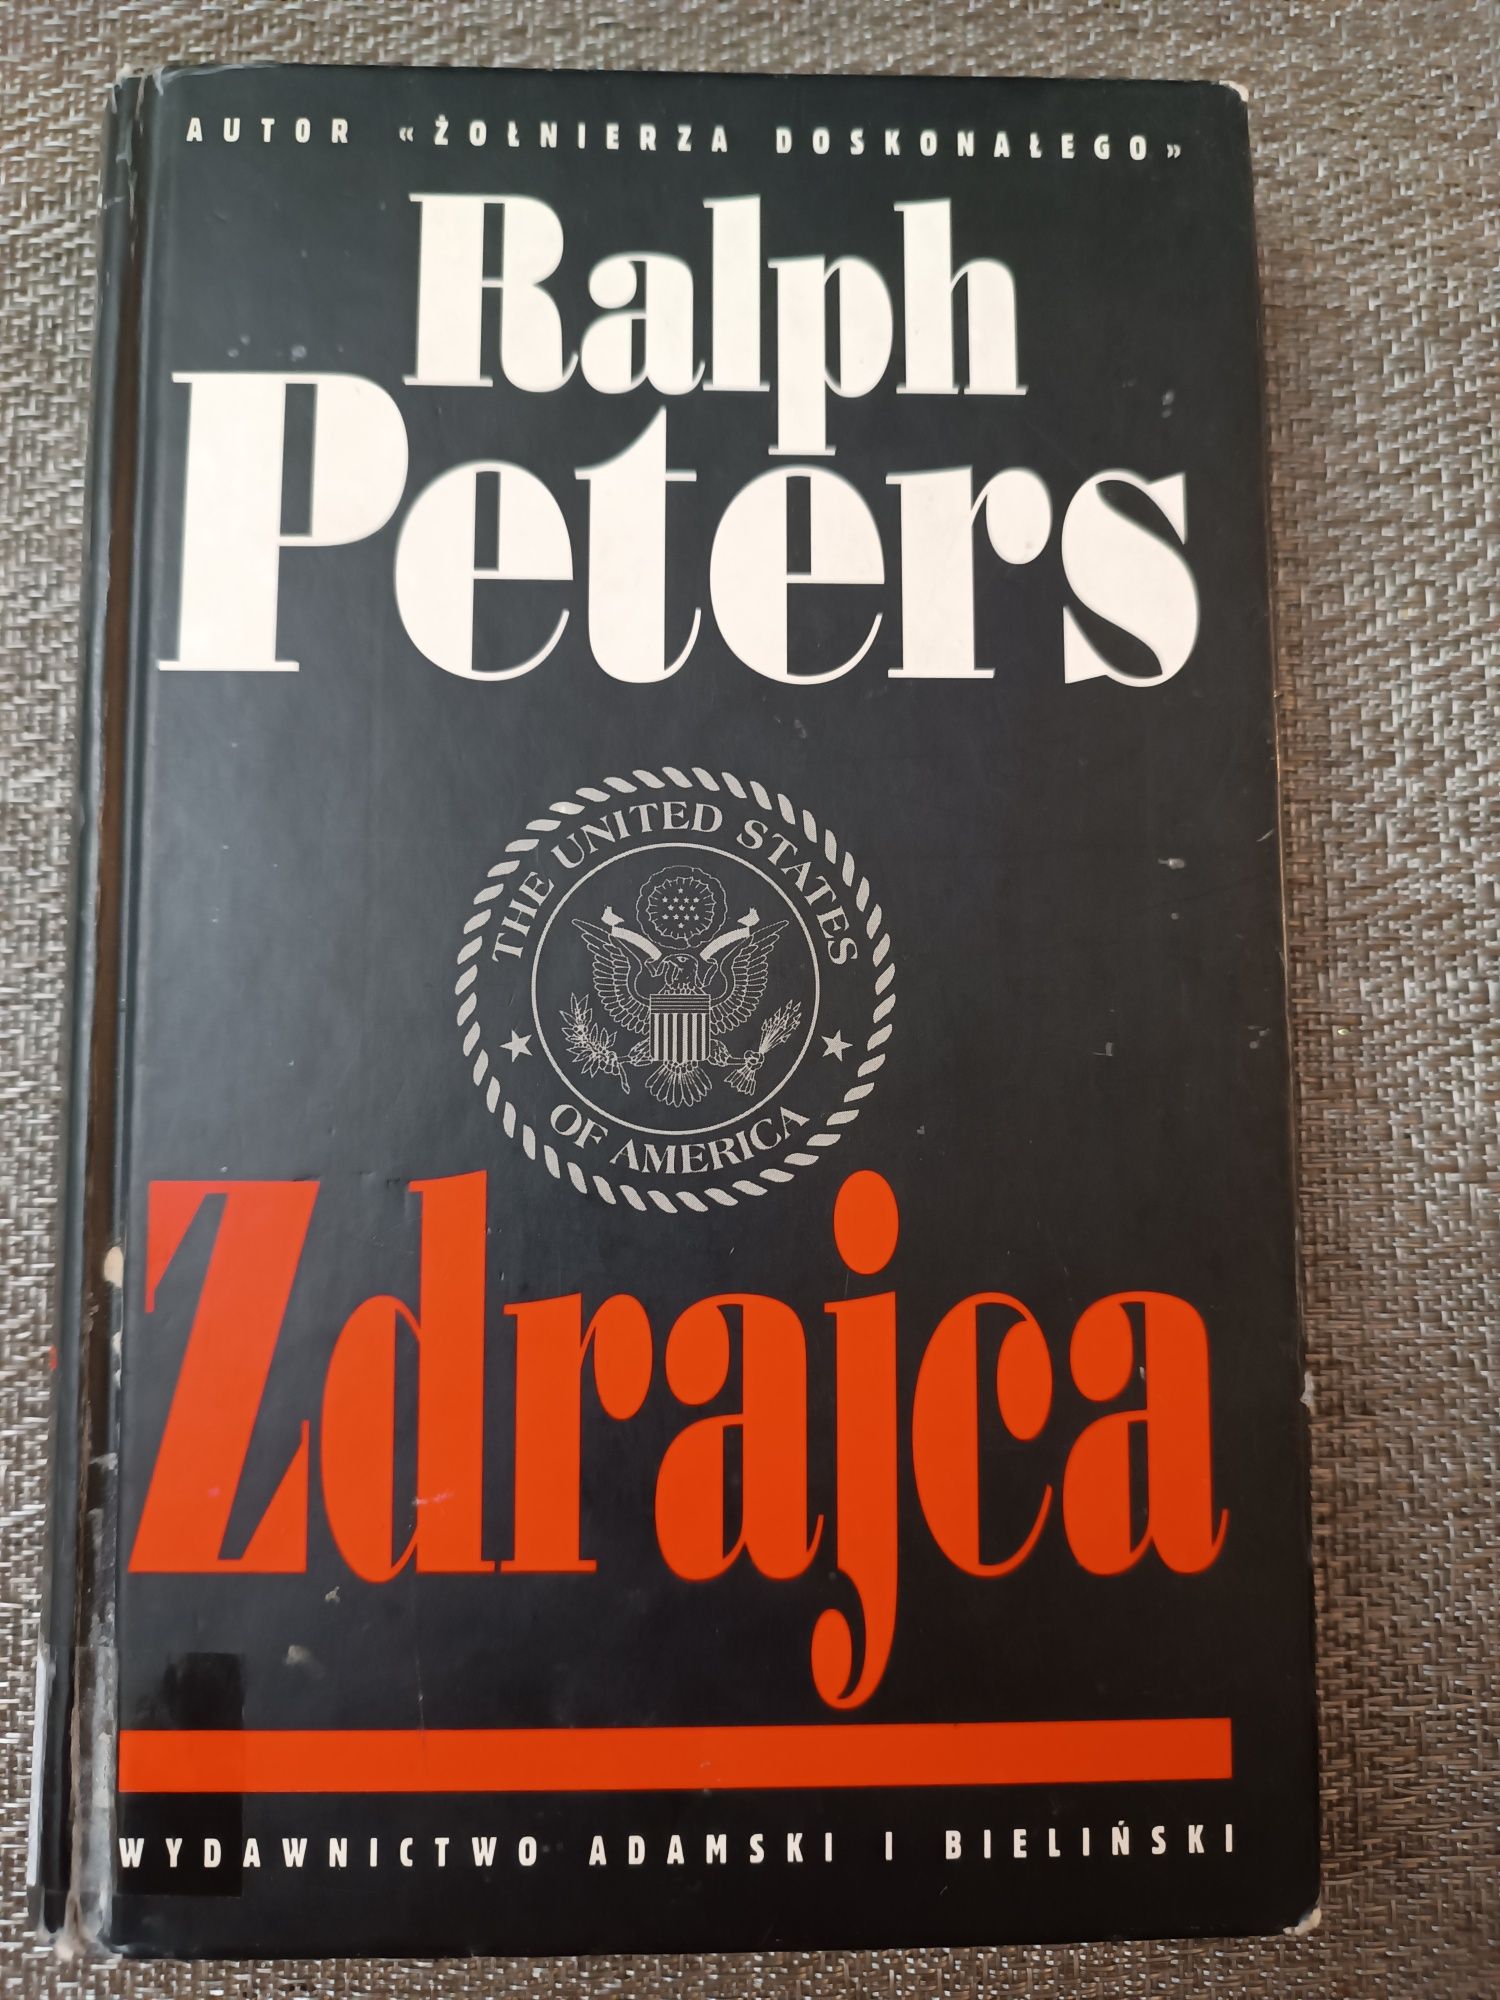 AUTOR «ŻOŁNIERZA DOSKONAŁEGO»
Ralph
Peters
THE UNITED STATES
OF AMERICA
Zdrajca
WYDAWNICTWO ADAMSKI I BIELIŃSKI